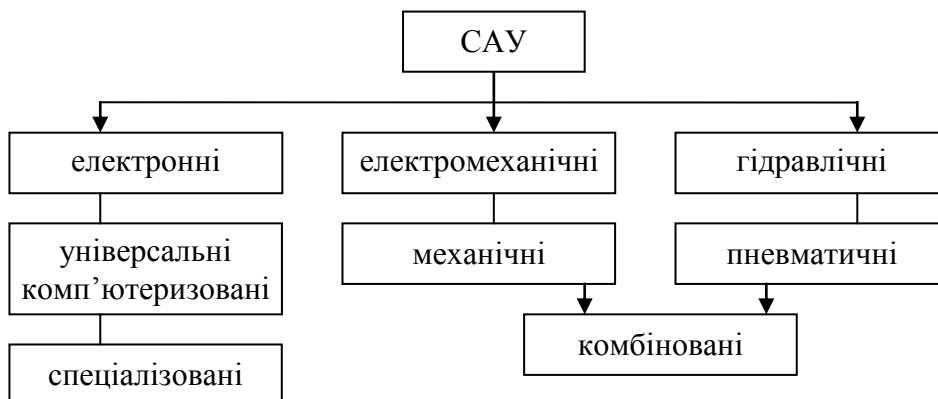 САУ
електронні
електромеханічні
гідравлічні
універсальні
комп’ютеризовані
механічні
пневматичні
комбіновані
спеціалізовані